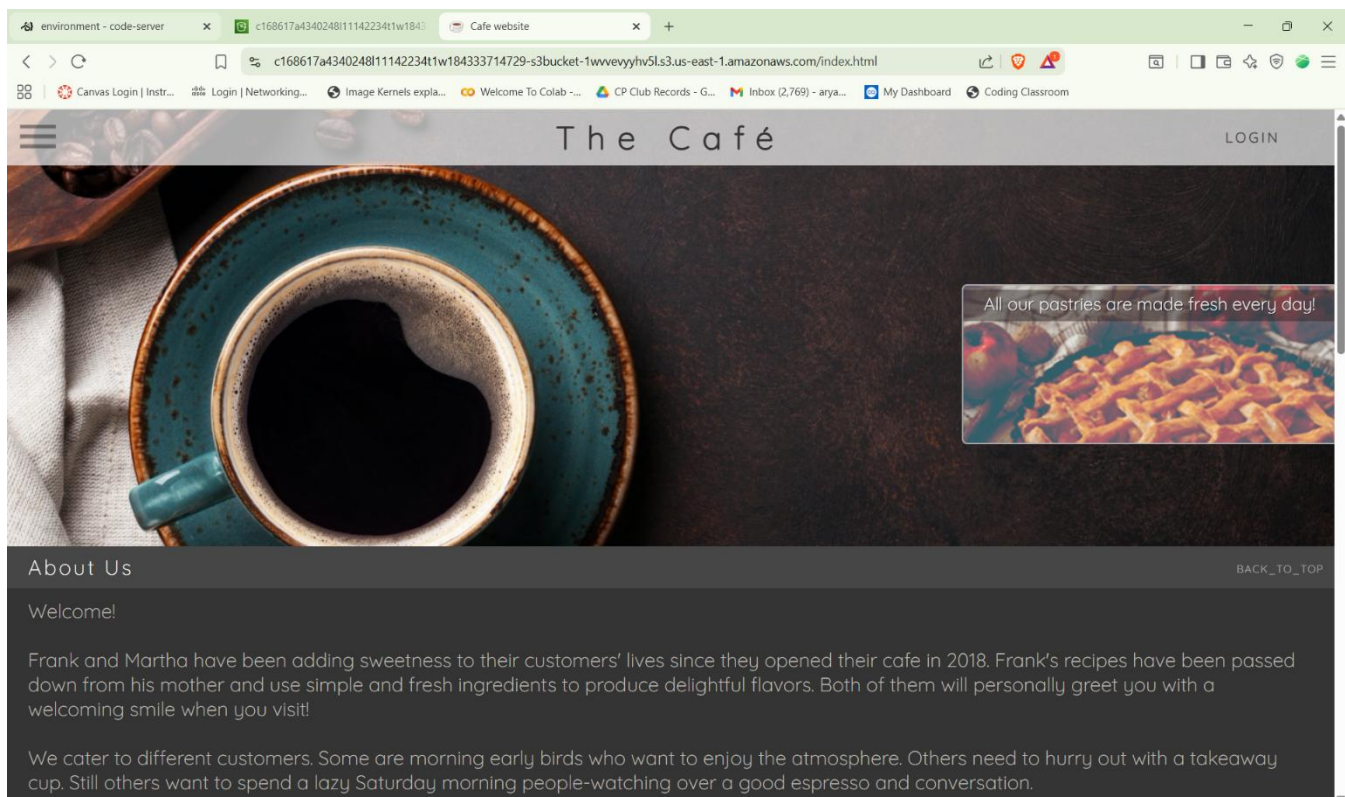 environment - code-server
c168617a4340248l11142234t1w1843
Cafe website
c168617a4340248l11142234t1w184333714729-s3bucket-1wvvevyyhv5l.s3.us-east-1.amazonaws.com/index.html
Canvas Login | Instr...
Login | Networking...
Image Kernels expla...
Welcome To Colab -...
CP Club Records - G...
Inbox (2,769) - arya...
My Dashboard
Coding Classroom
The Café
LOGIN
All our pastries are made fresh every day!
About Us
BACK_TO_TOP
Welcome!
Frank and Martha have been adding sweetness to their customers' lives since they opened their cafe in 2018. Frank's recipes have been passed
down from his mother and use simple and fresh ingredients to produce delightful flavors. Both of them will personally greet you with a
welcoming smile when you visit!
We cater to different customers. Some are morning early birds who want to enjoy the atmosphere. Others need to hurry out with a takeaway
cup. Still others want to spend a lazy Saturday morning people-watching over a good espresso and conversation.